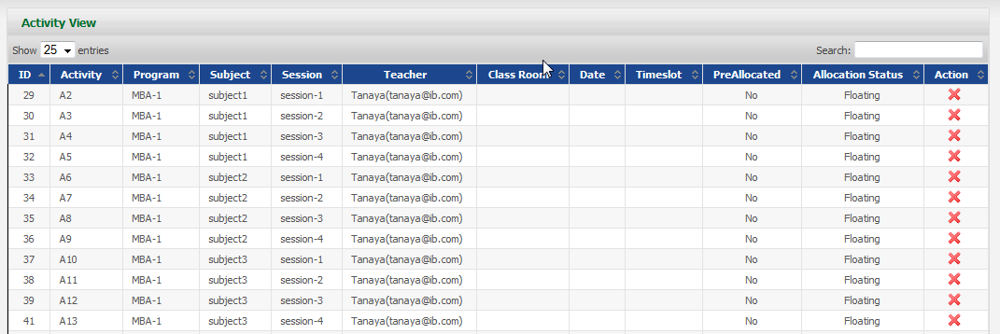 Activity View
Show 25 entries Search:
ID Activity Program Subject Session Teacher Class Room Date Timeslot PreAllocated Allocation Status Action
29 A2 MBA-1 subject1 session-1 Tanaya(tanaya@ib.com) No Floating
30 A3 MBA-1 subject1 session-2 Tanaya(tanaya@ib.com) No Floating
31 A4 MBA-1 subject1 session-3 Tanaya(tanaya@ib.com) No Floating
32 A5 MBA-1 subject1 session-4 Tanaya(tanaya@ib.com) No Floating
33 A6 MBA-1 subject2 session-1 Tanaya(tanaya@ib.com) No Floating
34 A7 MBA-1 subject2 session-2 Tanaya(tanaya@ib.com) No Floating
35 A8 MBA-1 subject2 session-3 Tanaya(tanaya@ib.com) No Floating
36 A9 MBA-1 subject2 session-4 Tanaya(tanaya@ib.com) No Floating
37 A10 MBA-1 subject3 session-1 Tanaya(tanaya@ib.com) No Floating
38 A11 MBA-1 subject3 session-2 Tanaya(tanaya@ib.com) No Floating
39 A12 MBA-1 subject3 session-3 Tanaya(tanaya@ib.com) No Floating
41 A13 MBA-1 subject3 session-4 Tanaya(tanaya@ib.com) No Floating